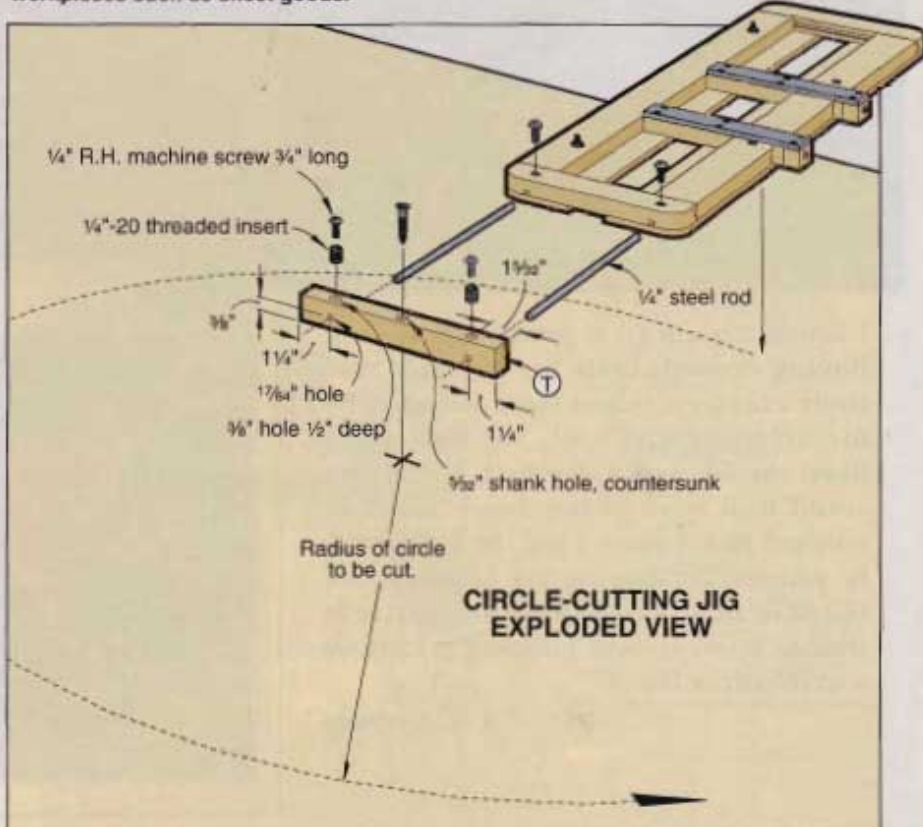 workpieces such as sheet goods.
¼" R.H. machine screw ¾" long
¼"-20 threaded insert
1⁵⁄₃₂"
¼" steel rod
⅜"
1¼"
T
¹⁷⁄₆₄" hole
⅜" hole ½" deep
1¼"
⁵⁄₃₂" shank hole, countersunk
Radius of circle
to be cut.
CIRCLE-CUTTING JIG
EXPLODED VIEW